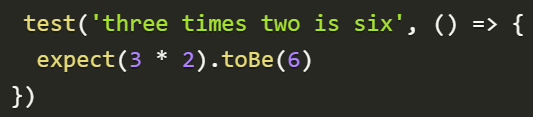 test('three times two is six', () => {
  expect(3 * 2).toBe(6)
})